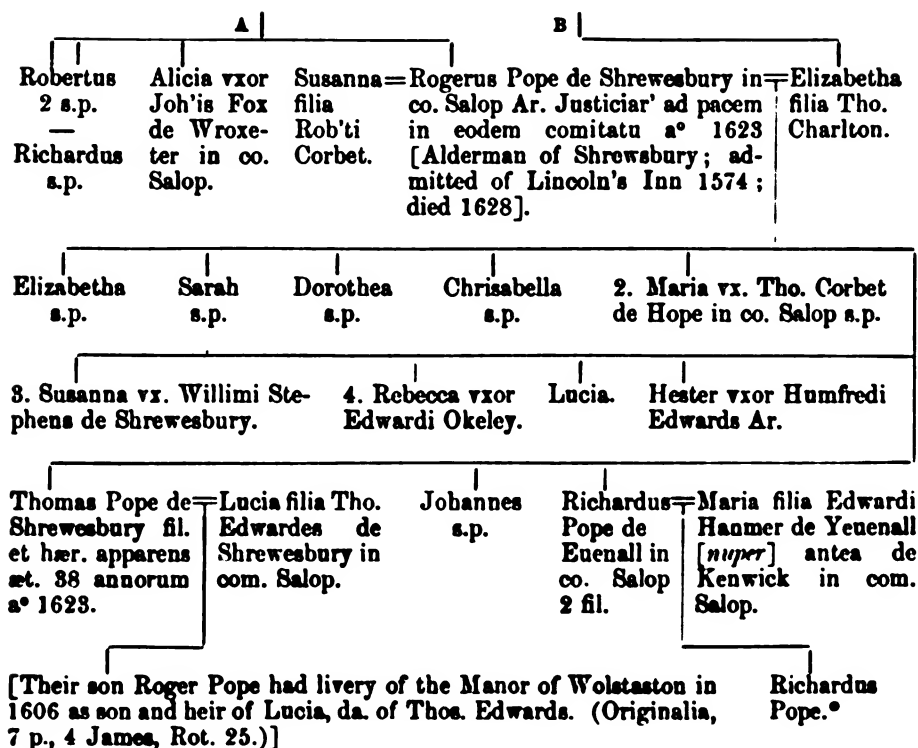 A B
Robertus
2 s.p.
—
Richardus
s.p.
Alicia vxor
Joh'is Fox
de Wroxe-
ter in co.
Salop.
Susanna=Rogerus Pope de Shrewesbury in=Elizabetha
filia
Rob'ti
Corbet.
co. Salop Ar. Justiciar' ad pacem
in eodem comitatu aº 1623
[Alderman of Shrewsbury; ad-
mitted of Lincoln's Inn 1574;
died 1628].
filia Tho.
Charlton.
Elizabetha
s.p.
Sarah
s.p.
Dorothea
s.p.
Chrisabella
s.p.
2. Maria vx. Tho. Corbet
de Hope in co. Salop s.p.
3. Susanna vx. Willimi Ste-
phens de Shrewesbury.
4. Rebecca vxor
Edwardi Okeley.
Lucia.
Hester vxor Humfredi
Edwards Ar.
Thomas Pope de=
Shrewesbury fil.
et hær. apparens
æt. 38 annorum
aº 1623.
Lucia filia Tho.
Edwardes de
Shrewesbury in
com. Salop.
Johannes
s.p.
Richardus=
Pope de
Euenall in
co. Salop
2 fil.
Maria filia Edwardi
Hanmer de Yeuenall
[nuper] antea de
Kenwick in com.
Salop.
[Their son Roger Pope had livery of the Manor of Wolstaston in
1606 as son and heir of Lucia, da. of Thos. Edwards. (Originalia,
7 p., 4 James, Rot. 25.)]
Richardus
Pope.*